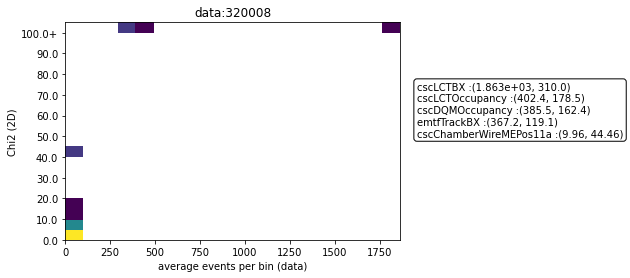 data:320008
100.0+
90.0
80.0
70.0
60.0
50.0
40.0
30.0
20.0
10.0
0.0
Chi2 (2D)
0 250 500 750 1000 1250 1500 1750
average events per bin (data)
cscLCTBX :(1.863e+03, 310.0)
cscLCTOccupancy :(402.4, 178.5)
cscDQMOccupancy :(385.5, 162.4)
emtfTrackBX :(367.2, 119.1)
cscChamberWireMEPos11a :(9.96, 44.46)